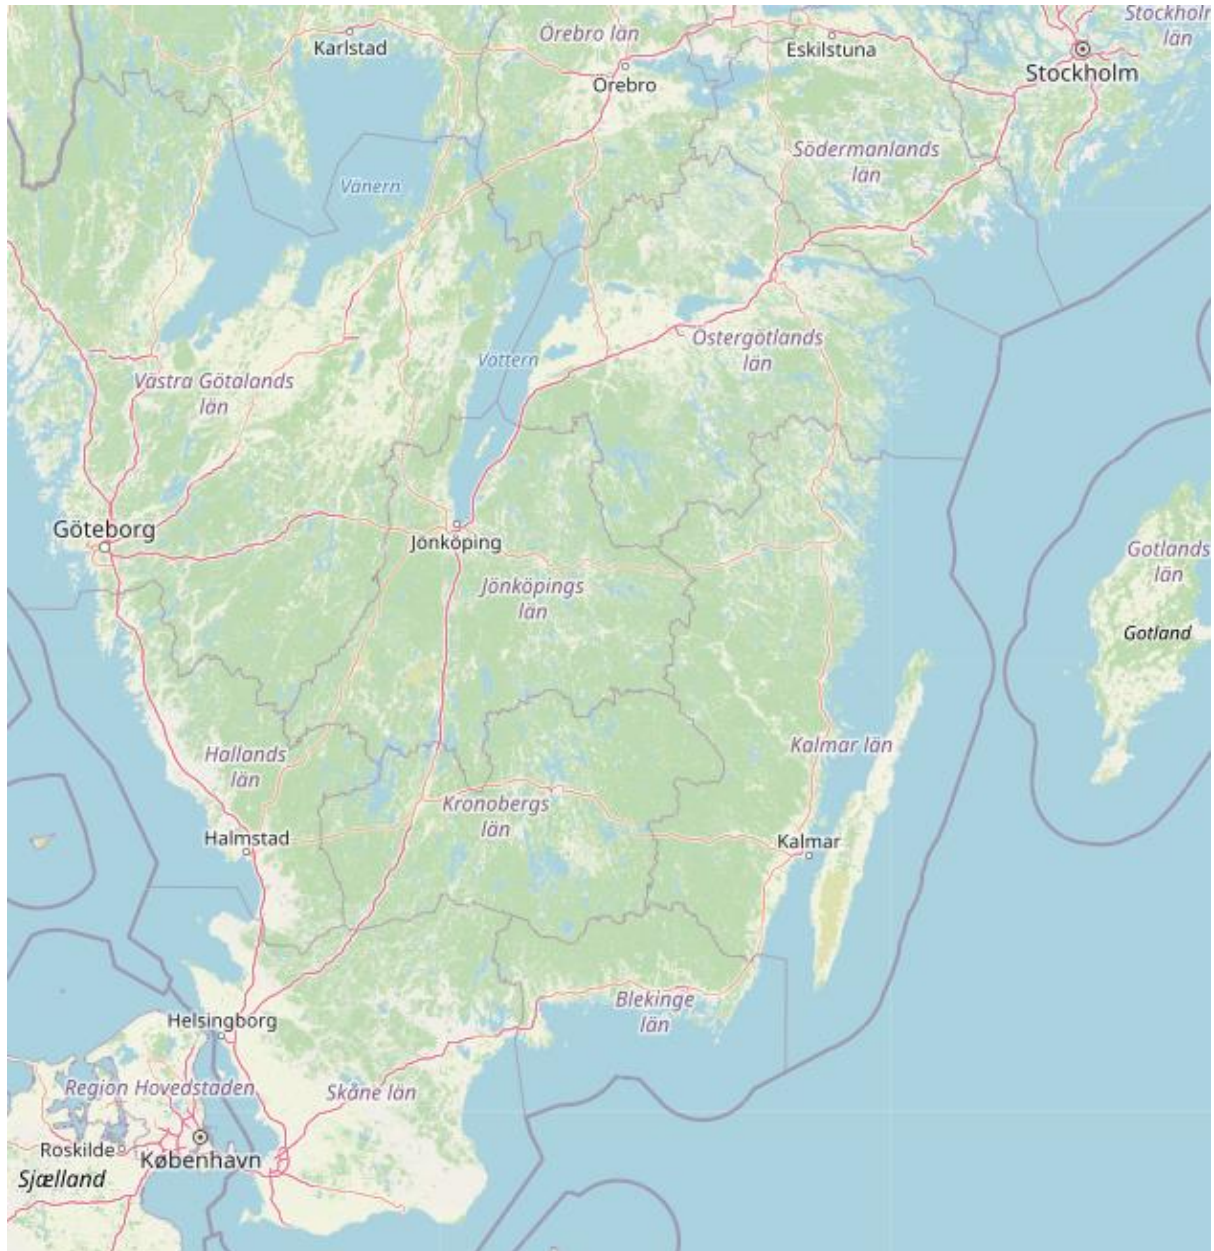 Stockholm
län
Örebro län
Karlstad
Eskilstuna
Stockholm
Örebro
Södermanlands
län
Vänern
Östergötlands
län
Vättern
Västra Götalands
län
Göteborg
Jönköping
Gotlands
län
Jönköpings
län
Gotland
Hallands
län
Kalmar län
Kronobergs
län
Halmstad
Kalmar
Blekinge
län
Helsingborg
Region Hovedstaden
Skåne län
Roskilde
København
Sjælland